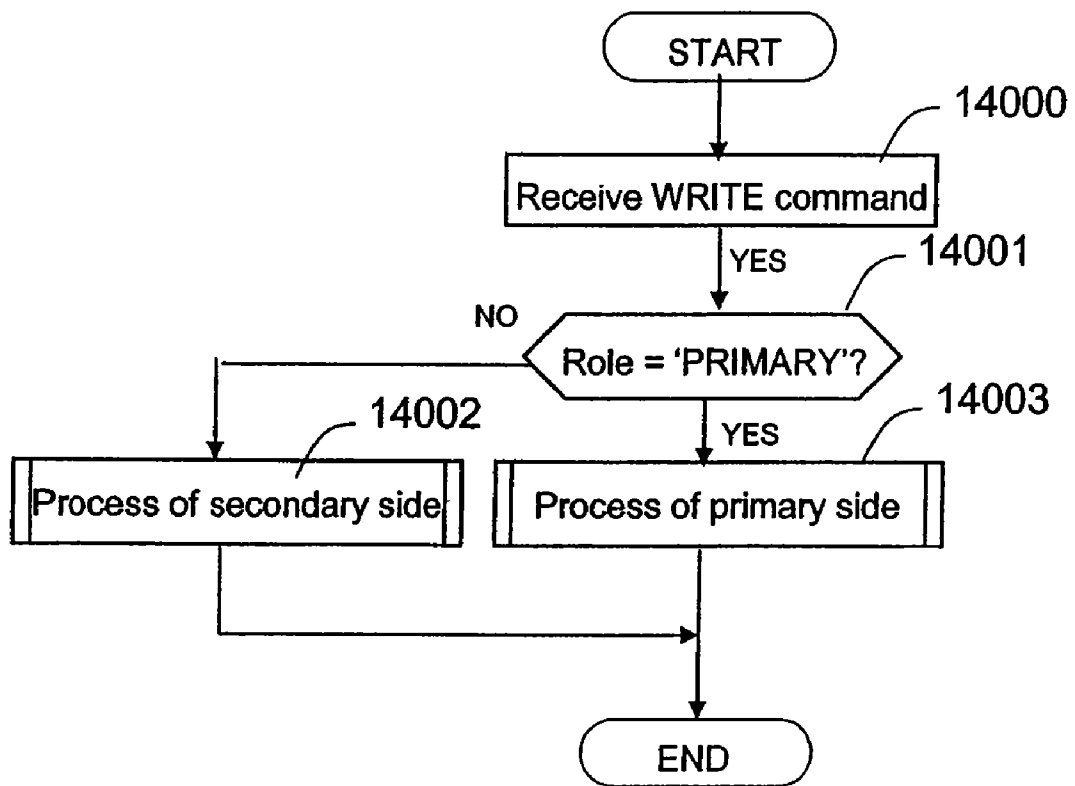 START
14000
Receive WRITE command
YES
14001
NO
Role = 'PRIMARY'?
14002
YES
14003
Process of secondary side
Process of primary side
END